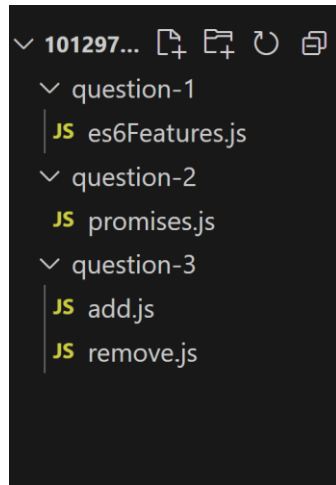 101297...
question-1
JS es6Features.js
question-2
JS promises.js
question-3
JS add.js
JS remove.js